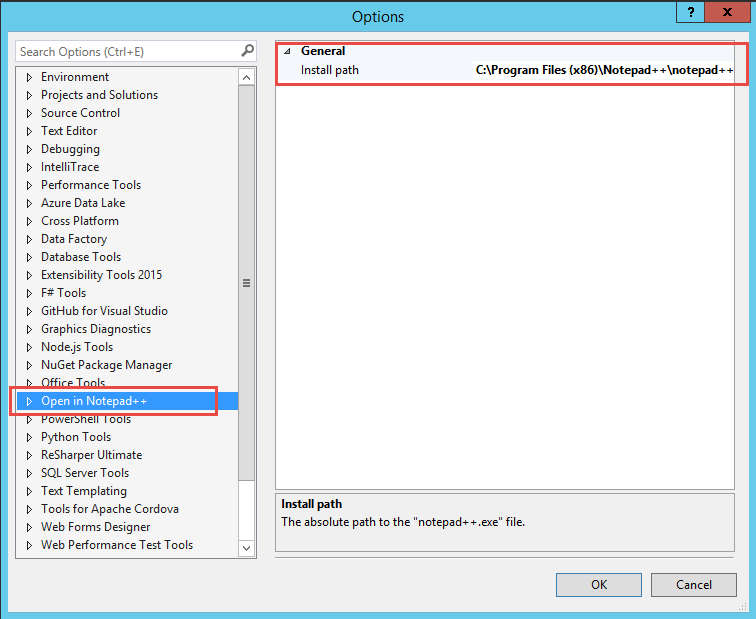 Options
?
x
Search Options (Ctrl+E)
Environment
Projects and Solutions
Source Control
Text Editor
Debugging
IntelliTrace
Performance Tools
Azure Data Lake
Cross Platform
Data Factory
Database Tools
Extensibility Tools 2015
F# Tools
GitHub for Visual Studio
Graphics Diagnostics
Node.js Tools
NuGet Package Manager
Office Tools
Open in Notepad++
PowerShell Tools
Python Tools
ReSharper Ultimate
SQL Server Tools
Text Templating
Tools for Apache Cordova
Web Forms Designer
Web Performance Test Tools
General
Install path C:\Program Files (x86)\Notepad++\notepad++
Install path
The absolute path to the "notepad++.exe" file.
OK Cancel